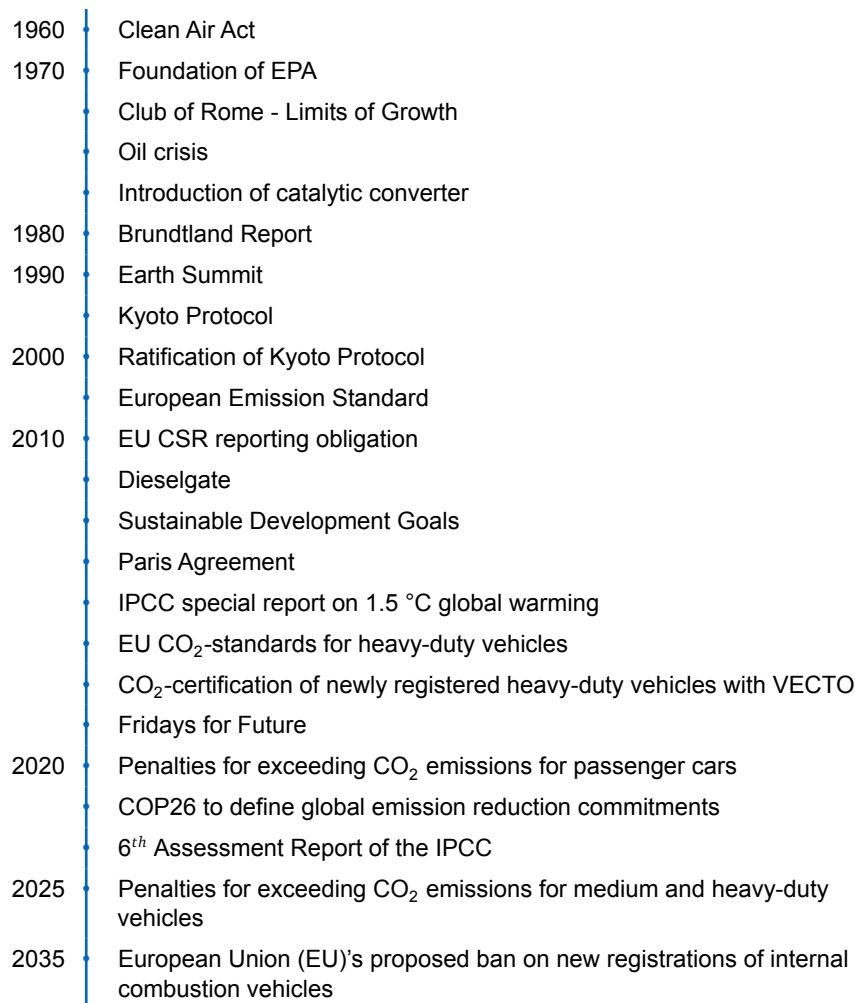 1960 Clean Air Act
1970 Foundation of EPA
Club of Rome - Limits of Growth
Oil crisis
Introduction of catalytic converter
1980 Brundtland Report
1990 Earth Summit
Kyoto Protocol
2000 Ratification of Kyoto Protocol
European Emission Standard
2010 EU CSR reporting obligation
Dieselgate
Sustainable Development Goals
Paris Agreement
IPCC special report on 1.5 °C global warming
EU CO₂-standards for heavy-duty vehicles
CO₂-certification of newly registered heavy-duty vehicles with VECTO
Fridays for Future
2020 Penalties for exceeding CO₂ emissions for passenger cars
COP26 to define global emission reduction commitments
6th Assessment Report of the IPCC
2025 Penalties for exceeding CO₂ emissions for medium and heavy-duty
vehicles
2035 European Union (EU)'s proposed ban on new registrations of internal
combustion vehicles